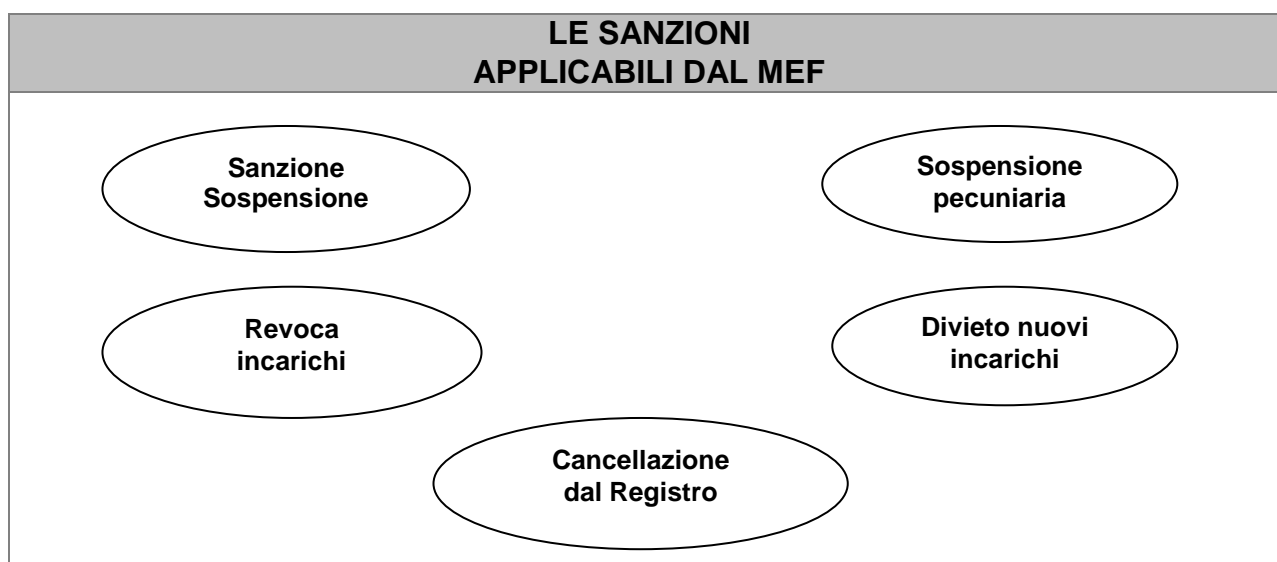 LE SANZIONI
APPLICABILI DAL MEF
Sanzione
Sospensione
Sospensione
pecuniaria
Revoca
incarichi
Divieto nuovi
incarichi
Cancellazione
dal Registro